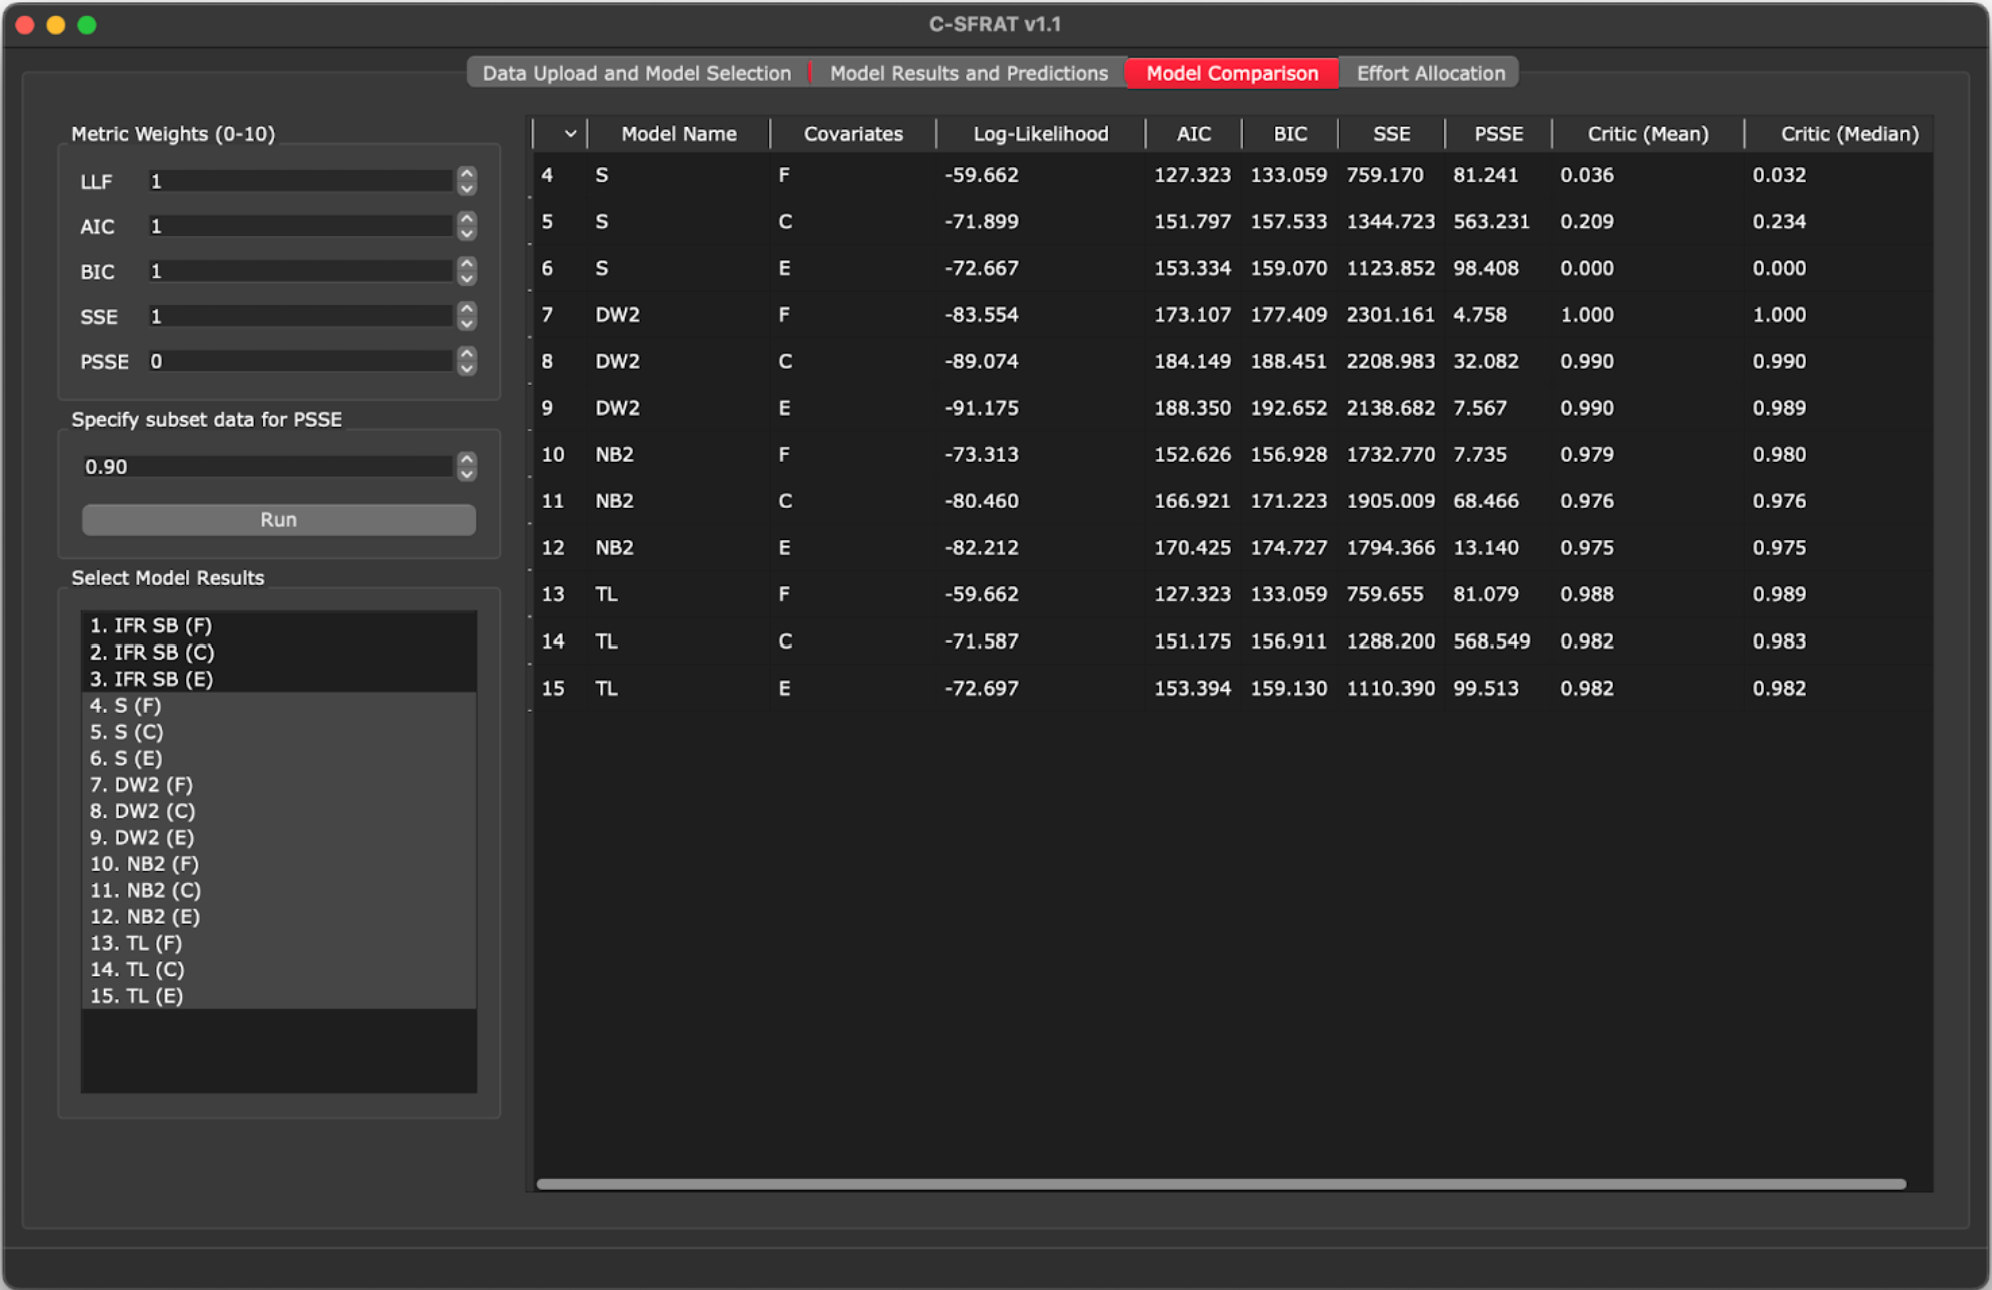 C-SFRAT v1.1
Data Upload and Model Selection Model Results and Predictions Model Comparison Effort Allocation
Metric Weights (0-10)
LLF 1
AIC 1
BIC 1
SSE 1
PSSE 0
Specify subset data for PSSE
0.90
Run
Select Model Results
1. IFR SB (F)
2. IFR SB (C)
3. IFR SB (E)
4. S (F)
5. S (C)
6. S (E)
7. DW2 (F)
8. DW2 (C)
9. DW2 (E)
10. NB2 (F)
11. NB2 (C)
12. NB2 (E)
13. TL (F)
14. TL (C)
15. TL (E)
Model Name Covariates Log-Likelihood AIC BIC SSE PSSE Critic (Mean) Critic (Median)
4 S F -59.662 127.323 133.059 759.170 81.241 0.036 0.032
5 S C -71.899 151.797 157.533 1344.723 563.231 0.209 0.234
6 S E -72.667 153.334 159.070 1123.852 98.408 0.000 0.000
7 DW2 F -83.554 173.107 177.409 2301.161 4.758 1.000 1.000
8 DW2 C -89.074 184.149 188.451 2208.983 32.082 0.990 0.990
9 DW2 E -91.175 188.350 192.652 2138.682 7.567 0.990 0.989
10 NB2 F -73.313 152.626 156.928 1732.770 7.735 0.979 0.980
11 NB2 C -80.460 166.921 171.223 1905.009 68.466 0.976 0.976
12 NB2 E -82.212 170.425 174.727 1794.366 13.140 0.975 0.975
13 TL F -59.662 127.323 133.059 759.655 81.079 0.988 0.989
14 TL C -71.587 151.175 156.911 1288.200 568.549 0.982 0.983
15 TL E -72.697 153.394 159.130 1110.390 99.513 0.982 0.982